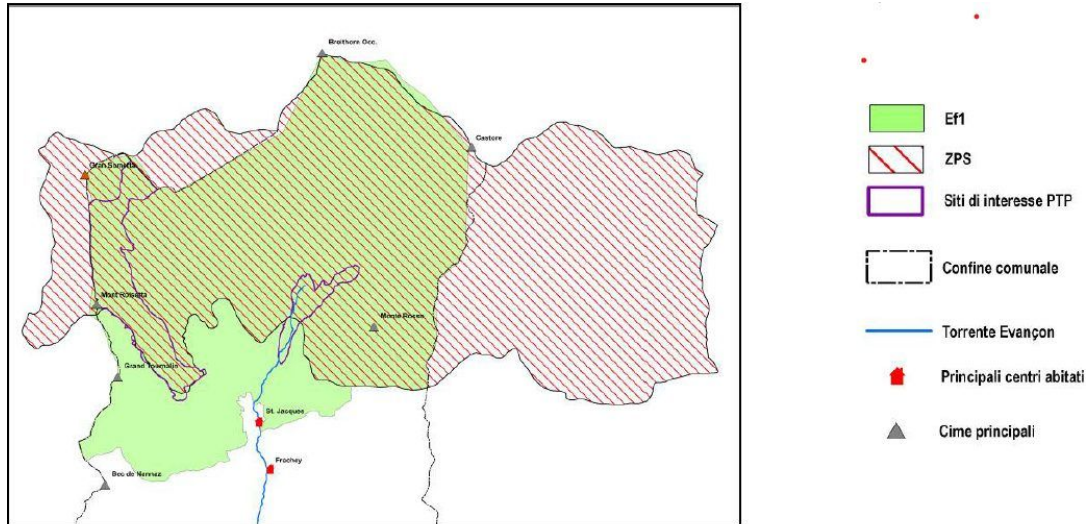 Breithorn Occ.
Castore
Gran Sometta
Mont Roisetta
Monte Rosso
Grand Tournalin
St. Jacques
Frachey
Bec de Nannaz
Ef1
ZPS
Siti di interesse PTP
Confine comunale
Torrente Evançon
Principali centri abitati
Cime principali